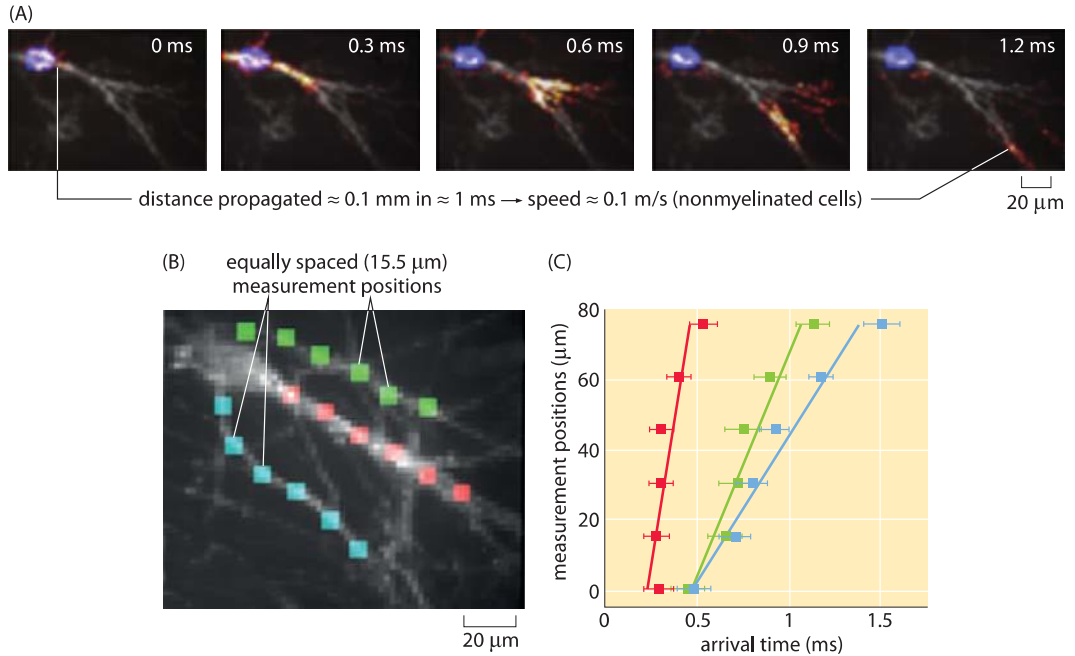 (A)
0 ms
0.3 ms
0.6 ms
0.9 ms
1.2 ms
distance propagated ≈ 0.1 mm in ≈ 1 ms → speed ≈ 0.1 m/s (nonmyelinated cells)
20 μm
(B)
equally spaced (15.5 μm)
measurement positions
20 μm
(C)
measurement positions (μm)
80
60
40
20
0
0
0.5
1
1.5
arrival time (ms)